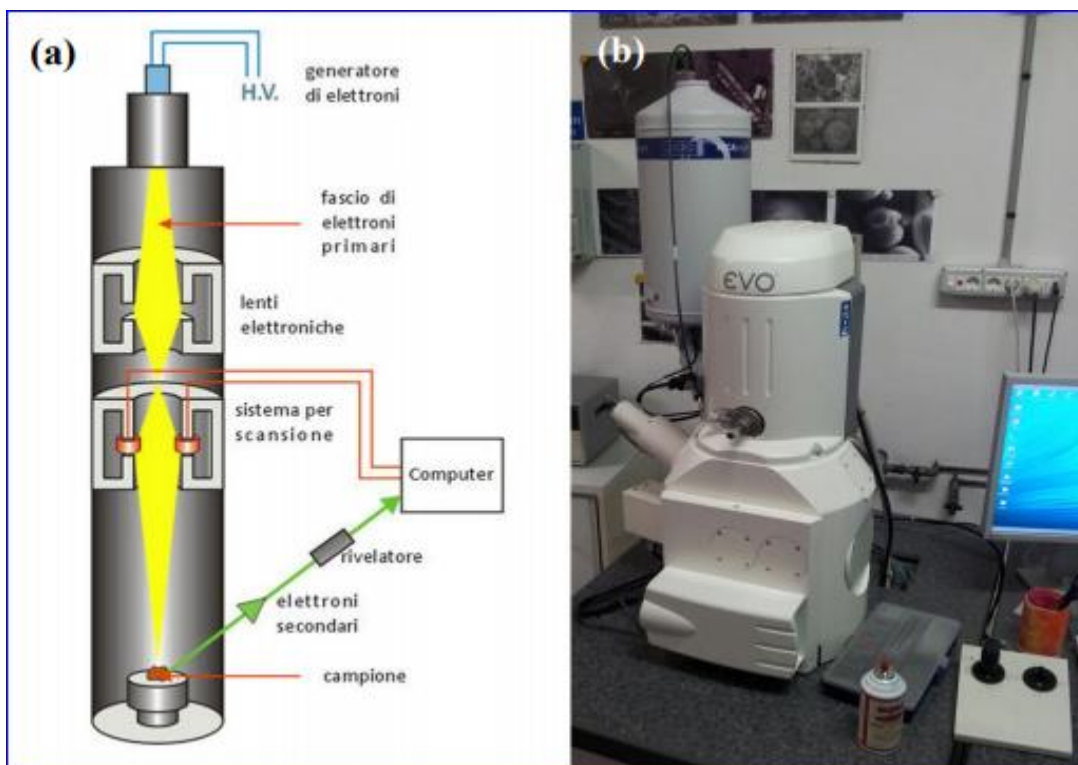 (a)
H.V.
generatore
di elettroni
fascio di
elettroni
primari
lenti
elettroniche
sistema per
scansione
Computer
rivelatore
elettroni
secondari
campione
(b)
EVO